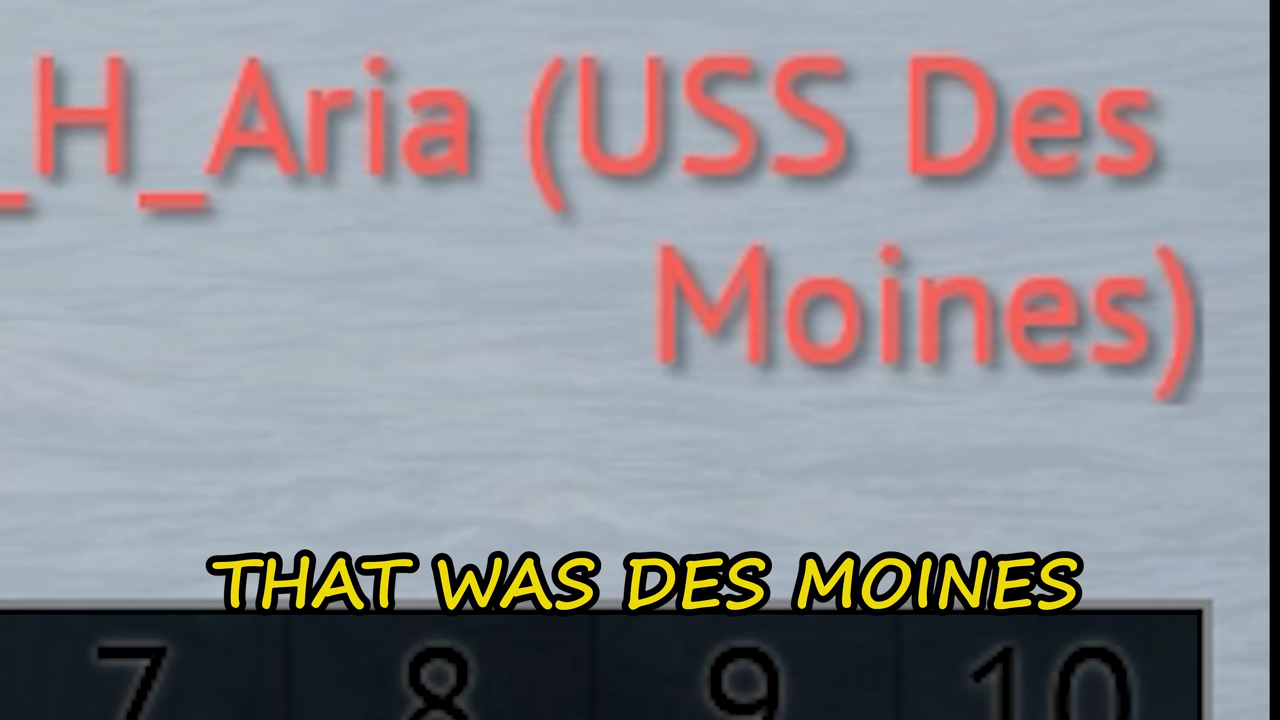 _H_Aria (USS Des
Moines)
THAT WAS DES MOINES
7 8 9 10